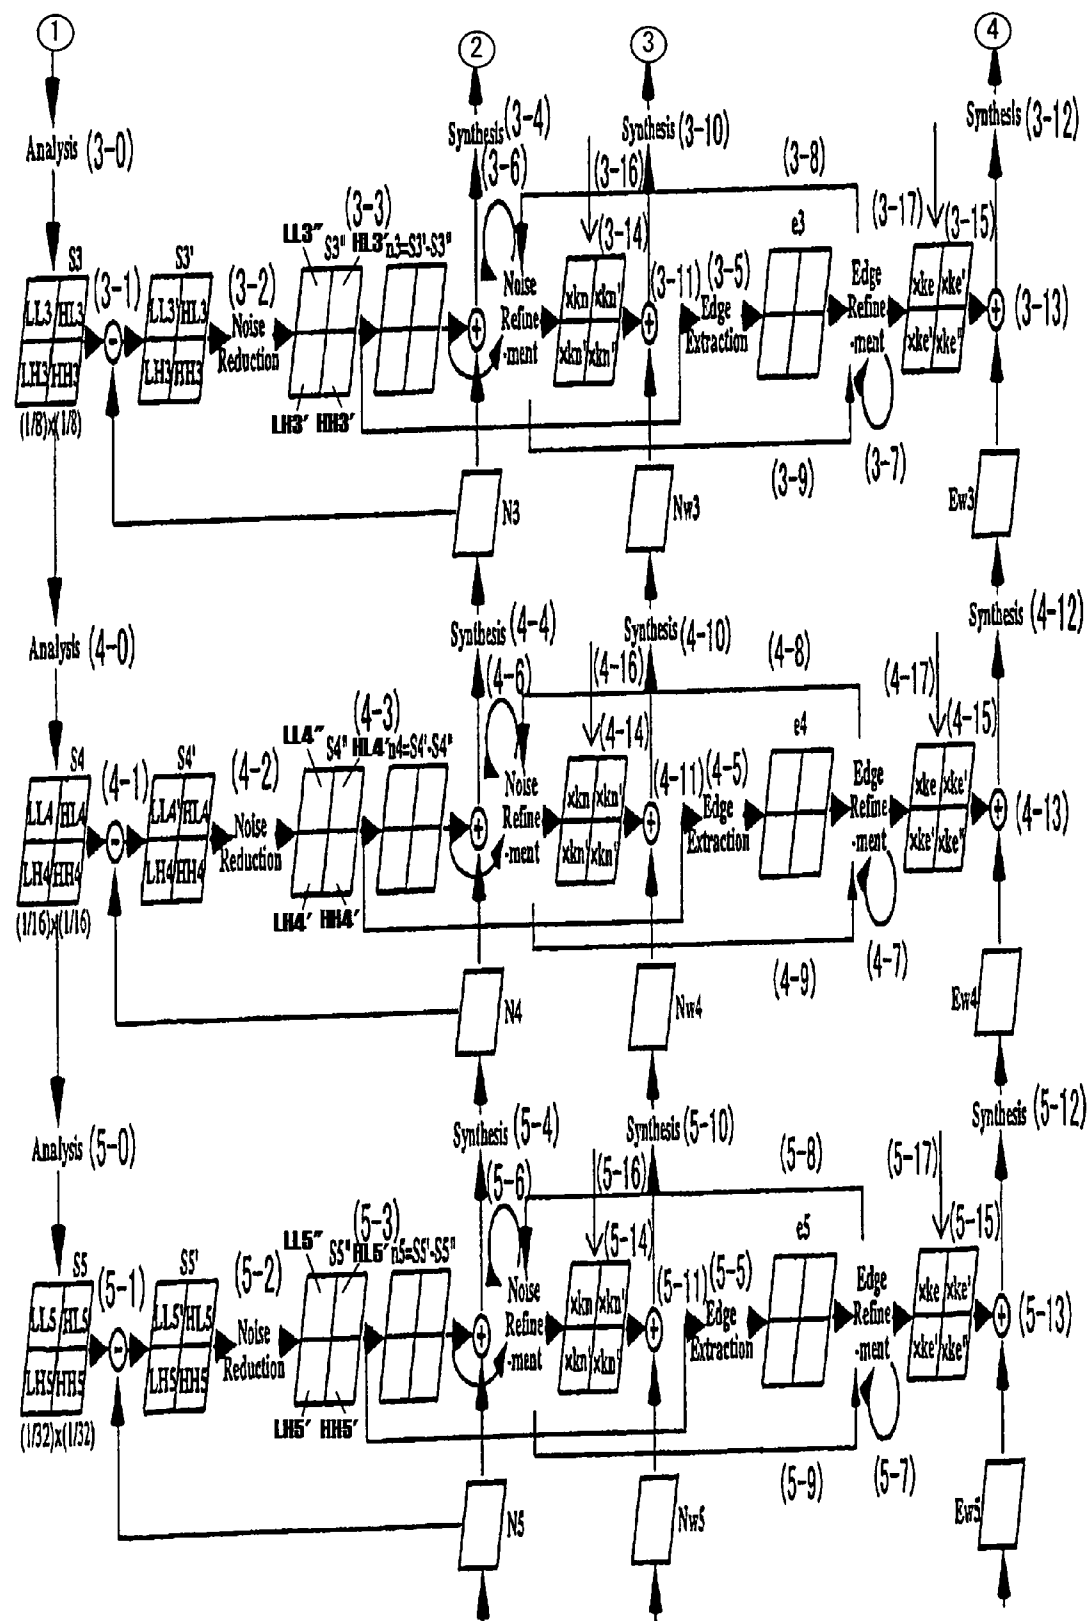 1
2
3
4
Analysis (3-0)
Synthesis (3-4)
Synthesis (3-10)
Synthesis (3-12)
(3-6)
(3-16)
(3-8)
(3-17)
S3
(3-1)
S3'
(3-2)
LL3″
(3-3)
S3" HL3′ n3=S3'-S3"
(3-14)
(3-11)
(3-5)
e3
(3-15)
LL3 HL3
LH3 HH3
(1/8)x(1/8)
-
LL3' HL3
LH3 HH3
Noise Reduction
LH3′ HH3′
+
Noise Refine -ment
xkn xkn'
xkn' xkn"
+
Edge Extraction
Edge Refine -ment
xke xke'
xke' xke"
+
(3-13)
(3-9)
(3-7)
N3
Nw3
Ew3
Analysis (4-0)
Synthesis (4-4)
Synthesis (4-10)
Synthesis (4-12)
(4-6)
(4-16)
(4-8)
(4-17)
S4
(4-1)
S4'
(4-2)
LL4″
(4-3)
S4" HL4′ n4=S4'-S4"
(4-14)
(4-11)
(4-5)
e4
(4-15)
LL4 HL4
LH4 HH4
(1/16)x(1/16)
-
LL4' HL4
LH4 HH4
Noise Reduction
LH4′ HH4′
+
Noise Refine -ment
xkn xkn'
xkn' xkn"
+
Edge Extraction
Edge Refine -ment
xke xke'
xke' xke"
+
(4-13)
(4-9)
(4-7)
N4
Nw4
Ew4
Analysis (5-0)
Synthesis (5-4)
Synthesis (5-10)
Synthesis (5-12)
(5-6)
(5-16)
(5-8)
(5-17)
S5
(5-1)
S5'
(5-2)
LL5″
(5-3)
S5" HL5′ n5=S5'-S5"
(5-14)
(5-11)
(5-5)
e5
(5-15)
LL5 HL5
LH5 HH5
(1/32)x(1/32)
-
LL5' HL5
LH5 HH5
Noise Reduction
LH5′ HH5′
+
Noise Refine -ment
xkn xkn'
xkn' xkn"
+
Edge Extraction
Edge Refine -ment
xke xke'
xke' xke"
+
(5-13)
(5-9)
(5-7)
N5
Nw5
Ew5